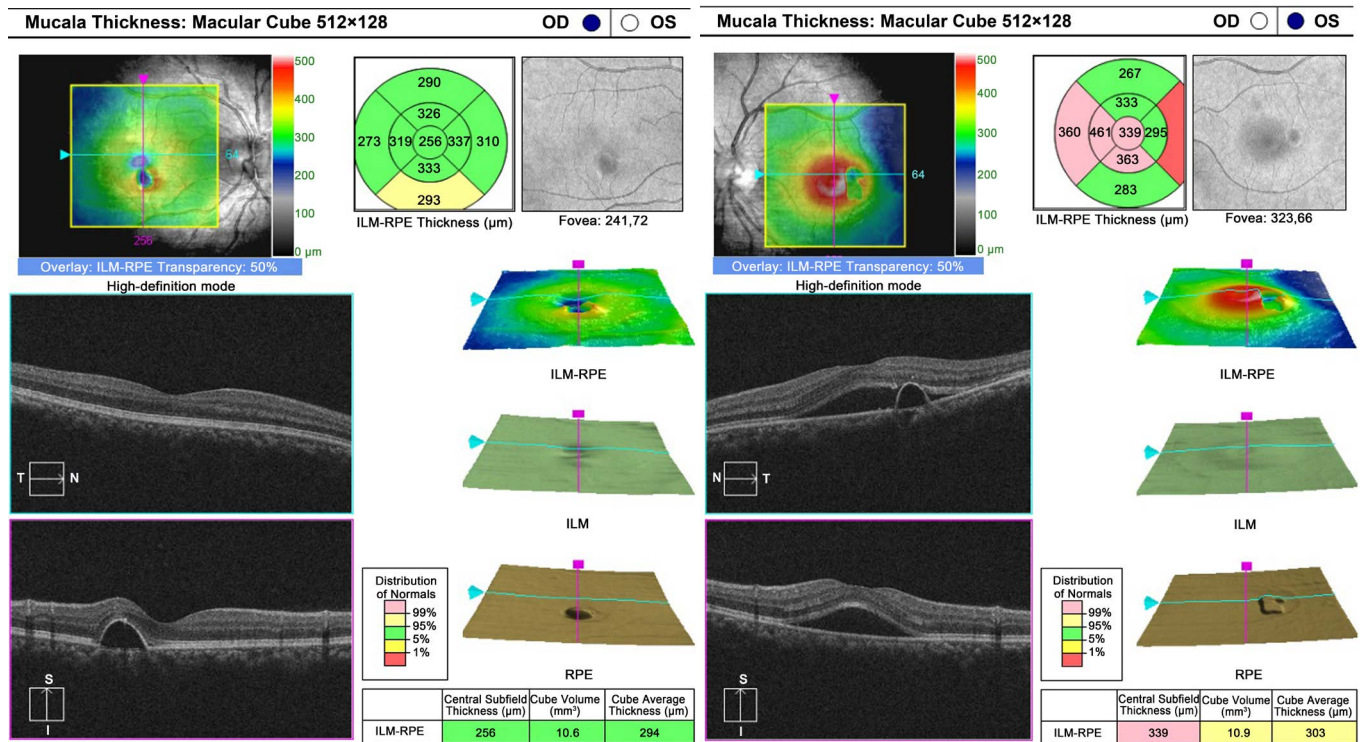 Mucala Thickness: Macular Cube 512×128 OD OS
500
400
300
200
100
0 µm
64
256
Overlay: ILM-RPE Transparency: 50%
290
326
273 319 256 337 310
333
293
ILM-RPE Thickness (µm)
Fovea: 241,72
High-definition mode
T N
S
I
ILM-RPE
ILM
RPE
Distribution
of Normals
99%
95%
5%
1%
Central Subfield Thickness (µm) Cube Volume (mm³) Cube Average Thickness (µm)
ILM-RPE 256 10.6 294
Mucala Thickness: Macular Cube 512×128 OD OS
500
400
300
200
100
0 µm
64
Overlay: ILM-RPE Transparency: 50%
267
333
360 461 339 295
363
283
ILM-RPE Thickness (µm)
Fovea: 323,66
High-definition mode
N T
S
I
ILM-RPE
ILM
RPE
Distribution
of Normals
99%
95%
5%
1%
Central Subfield Thickness (µm) Cube Volume (mm³) Cube Average Thickness (µm)
ILM-RPE 339 10.9 303